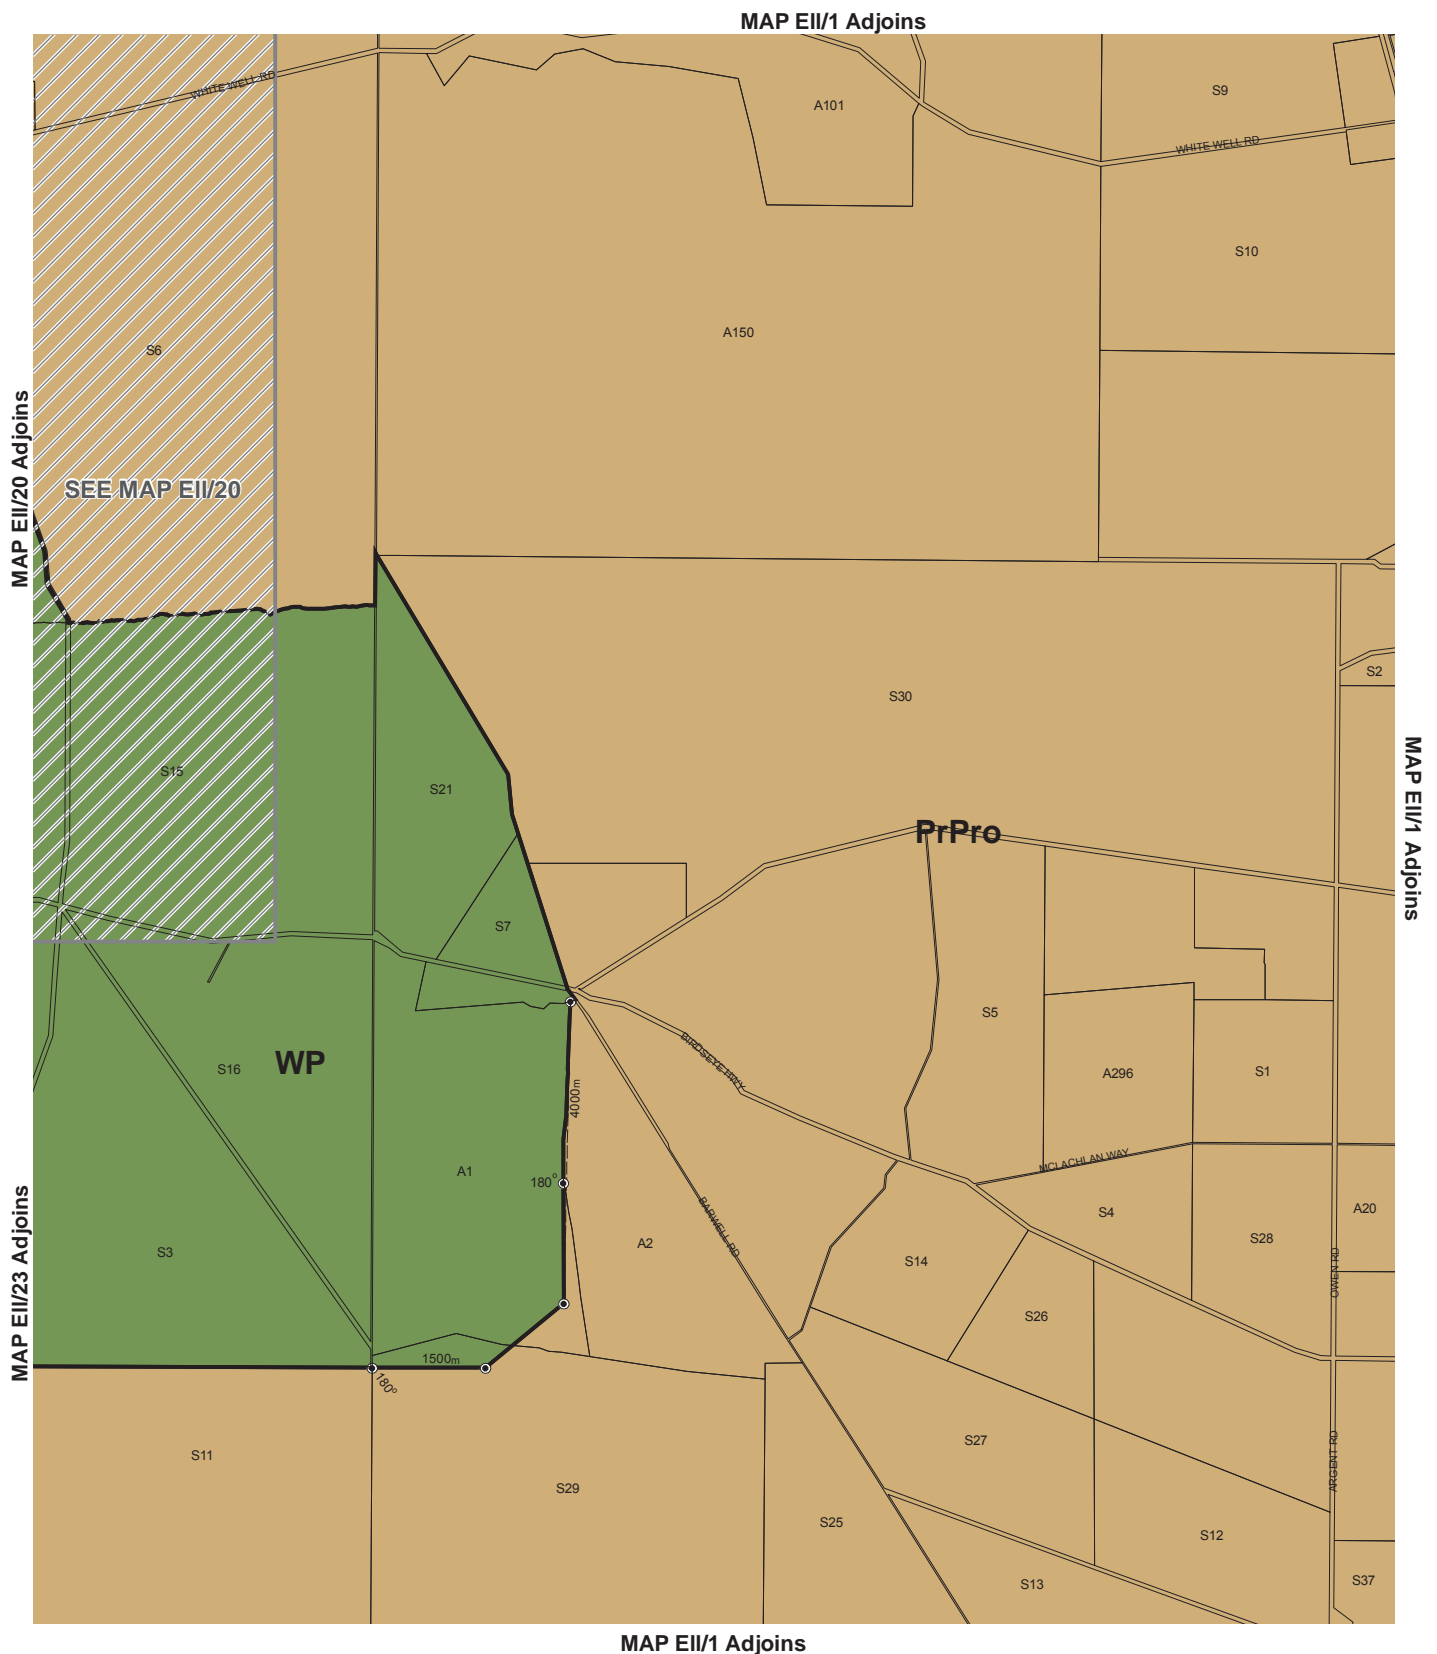 MAP EII/1 Adjoins
WHITE WELL RD
A101
S9
WHITE WELL RD
S10
A150
S6
MAP EII/20 Adjoins
SEE MAP EII/20
S2
S30
S15
S21
PrPro
MAP EII/1 Adjoins
S7
S5
S16
WP
BIRDSEYE HWY
A296
S1
4000m
A1
180°
MCLACHLAN WAY
S3
A2
BARWELL RD
S4
A20
S14
S28
OWEN RD
MAP EII/23 Adjoins
S26
1500m
180°
S11
S27
ARGENT RD
S29
S25
S12
S13
S37
MAP EII/1 Adjoins